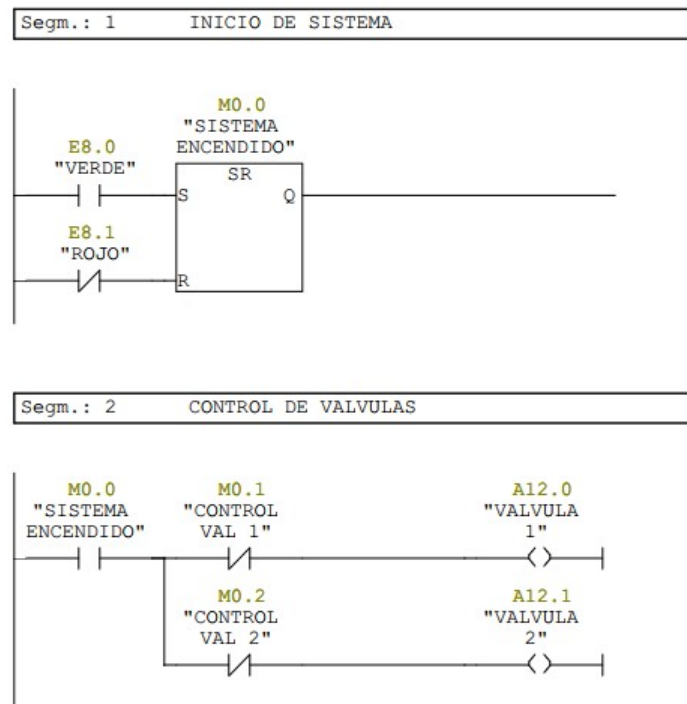 Segm.: 1 INICIO DE SISTEMA
M0.0
"SISTEMA
ENCENDIDO"
E8.0
"VERDE"
SR
S Q
E8.1
"ROJO"
R
Segm.: 2 CONTROL DE VALVULAS
M0.0 M0.1 A12.0
"SISTEMA "CONTROL "VALVULA
ENCENDIDO" VAL 1" 1"
M0.2 A12.1
"CONTROL "VALVULA
VAL 2" 2"